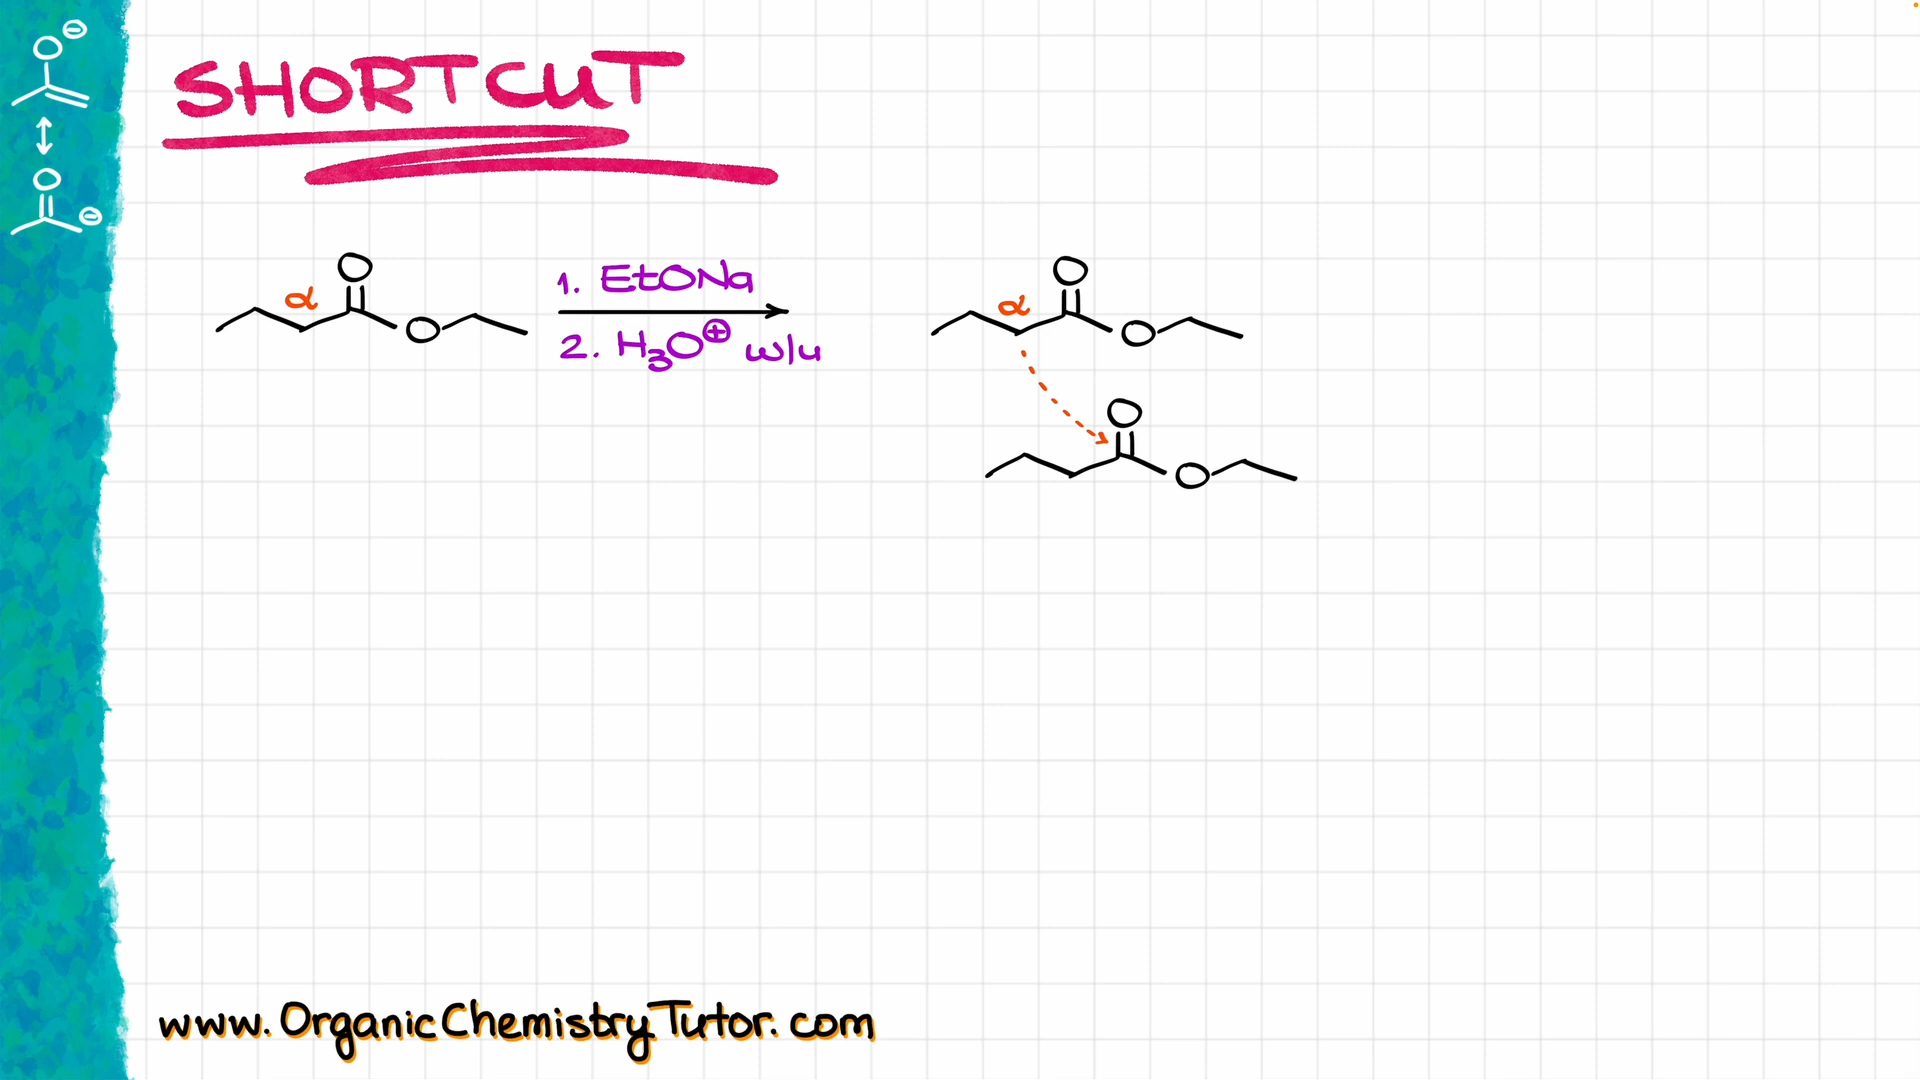 SHORTCUT
O⊖
O
⊖
α
O
O
1. EtONa
2. H₃O⊕ w/u
α
O
O
O
O
www.OrganicChemistryTutor.com